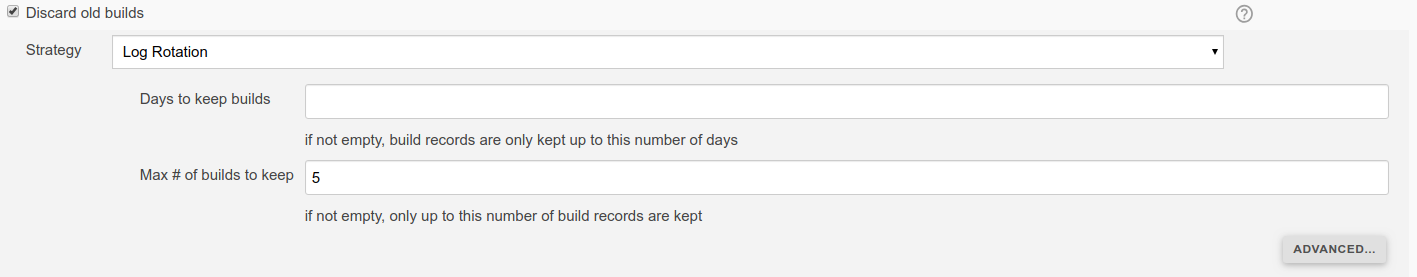 Discard old builds
Strategy
Log Rotation
Days to keep builds
if not empty, build records are only kept up to this number of days
Max # of builds to keep
5
if not empty, only up to this number of build records are kept
ADVANCED...